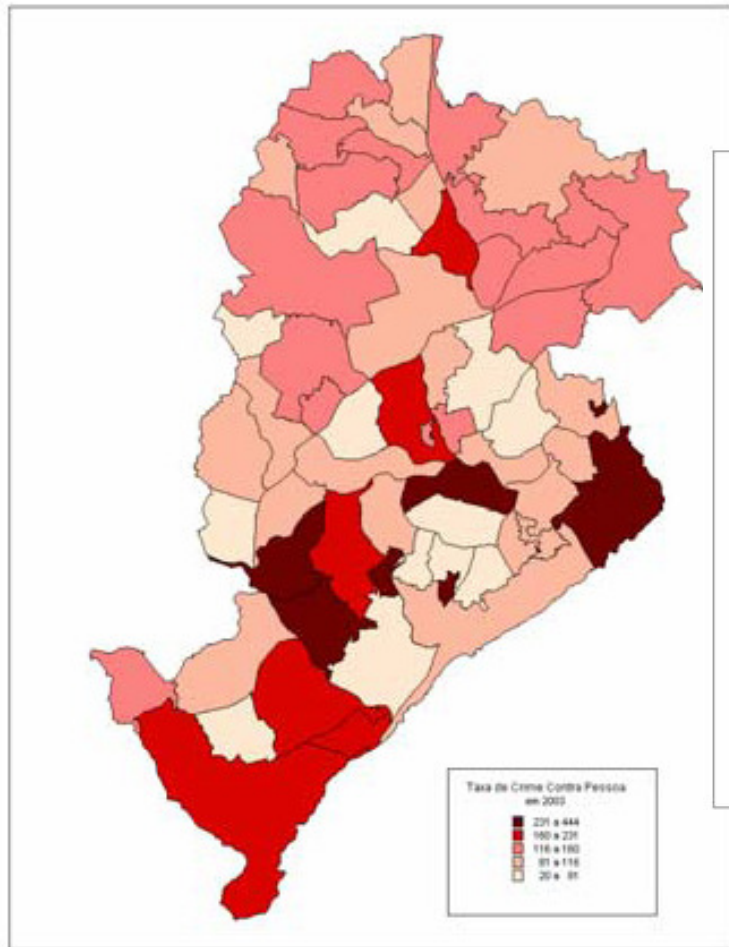 Taxa de Crime Contra Pessoa
em 2003
231 a 444
160 a 231
116 a 160
81 a 116
20 a 81